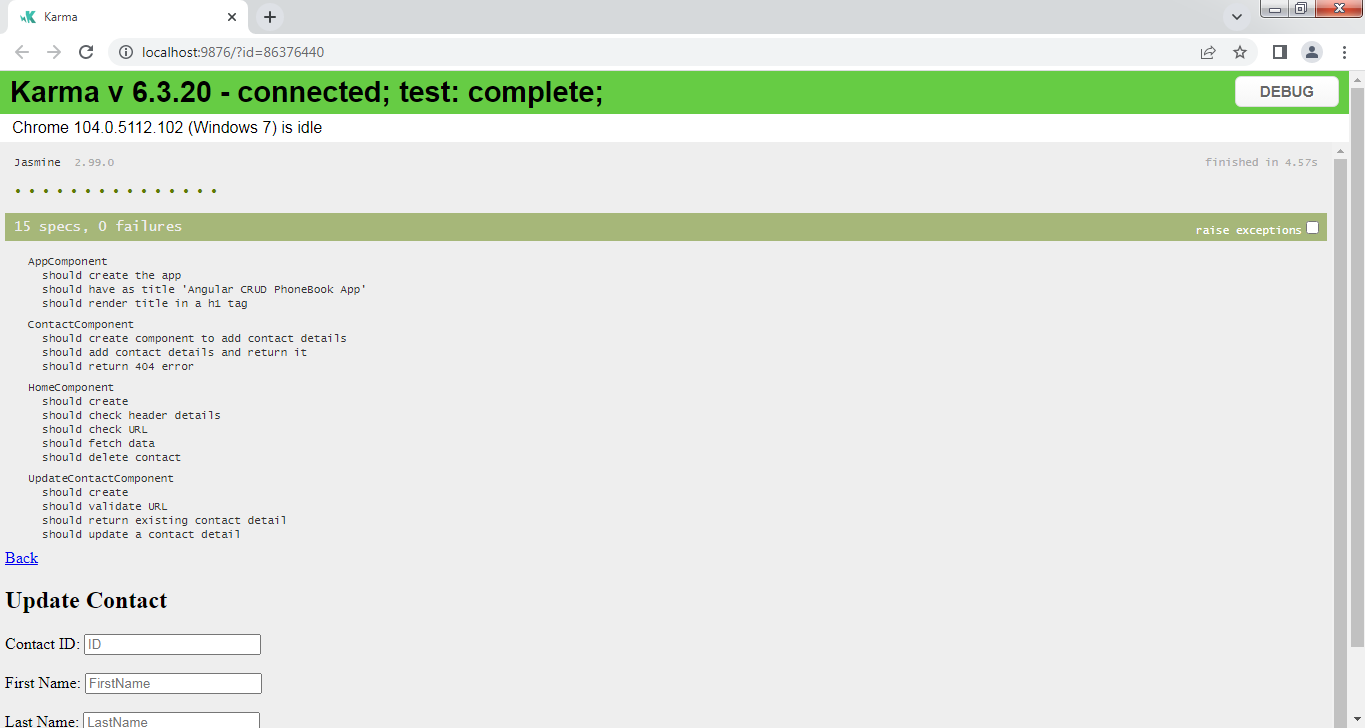 Karma
localhost:9876/?id=86376440
Karma v 6.3.20 - connected; test: complete;
DEBUG
Chrome 104.0.5112.102 (Windows 7) is idle
Jasmine 2.99.0
finished in 4.57s
15 specs, 0 failures
raise exceptions
AppComponent
should create the app
should have as title 'Angular CRUD PhoneBook App'
should render title in a h1 tag
ContactComponent
should create component to add contact details
should add contact details and return it
should return 404 error
HomeComponent
should create
should check header details
should check URL
should fetch data
should delete contact
UpdateContactComponent
should create
should validate URL
should return existing contact detail
should update a contact detail
Back
Update Contact
Contact ID: ID
First Name: FirstName
Last Name: LastName